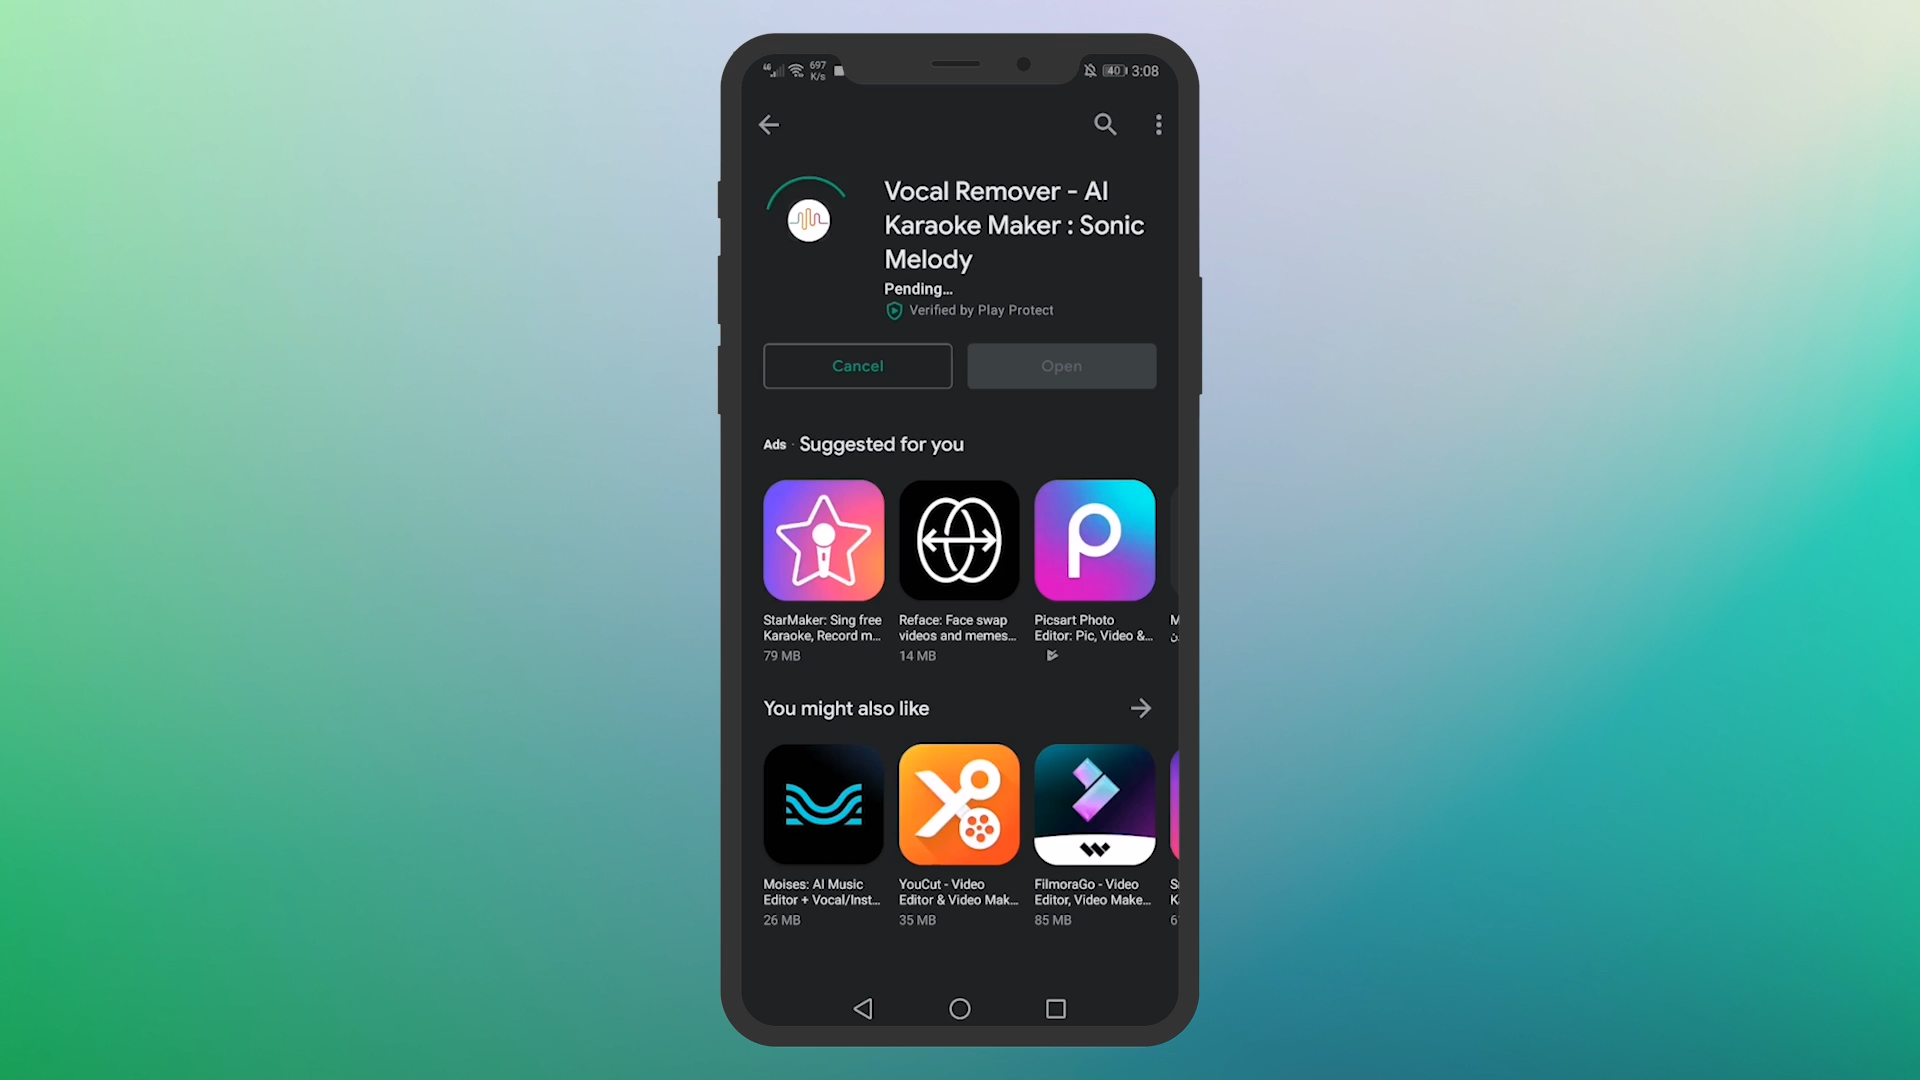 4G 697 K/s 40 3:08
Vocal Remover - AI
Karaoke Maker : Sonic
Melody
Pending...
Verified by Play Protect
Cancel Open
Ads · Suggested for you
StarMaker: Sing free
Karaoke, Record m...
79 MB
Reface: Face swap
videos and memes...
14 MB
Picsart Photo
Editor: Pic, Video &...
You might also like
Moises: AI Music
Editor + Vocal/Inst...
26 MB
YouCut - Video
Editor & Video Mak...
35 MB
FilmoraGo - Video
Editor, Video Make...
85 MB